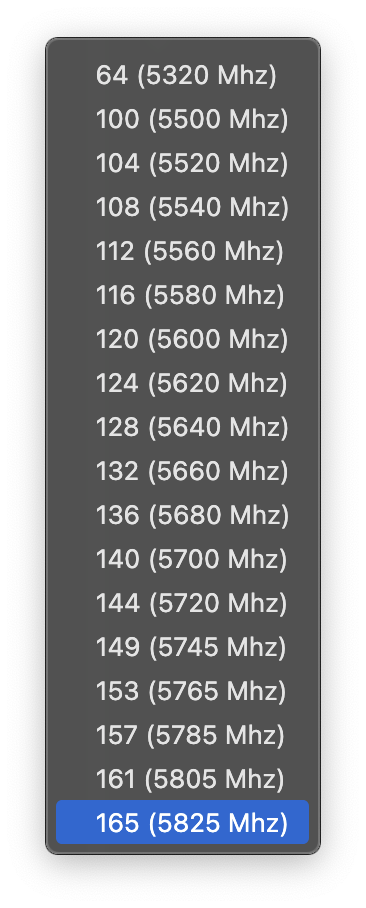 64 (5320 Mhz)
100 (5500 Mhz)
104 (5520 Mhz)
108 (5540 Mhz)
112 (5560 Mhz)
116 (5580 Mhz)
120 (5600 Mhz)
124 (5620 Mhz)
128 (5640 Mhz)
132 (5660 Mhz)
136 (5680 Mhz)
140 (5700 Mhz)
144 (5720 Mhz)
149 (5745 Mhz)
153 (5765 Mhz)
157 (5785 Mhz)
161 (5805 Mhz)
165 (5825 Mhz)